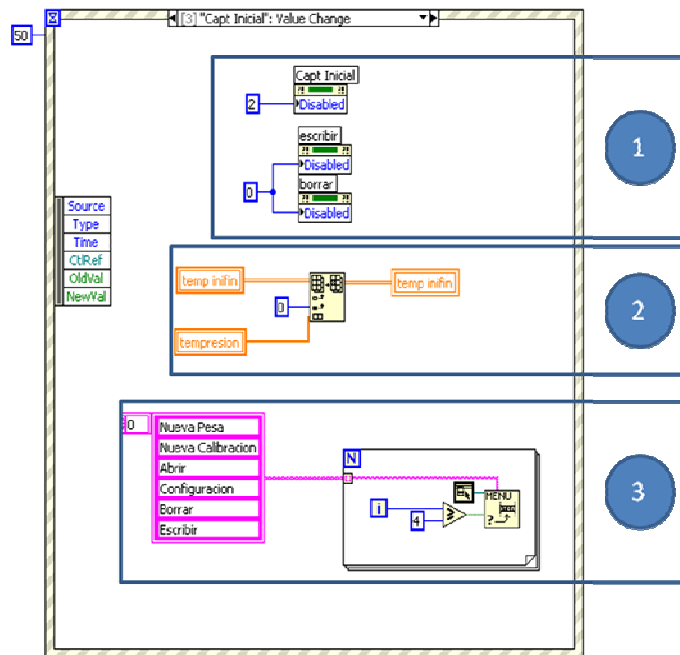 [3] "Capt Inicial": Value Change
50
Capt Inicial
2
Disabled
escribir
Disabled
0
borrar
Disabled
1
Source
Type
Time
CtlRef
OldVal
NewVal
temp inifin
temp inifin
0
tempresion
2
0
Nueva Pesa
Nueva Calibracion
Abrir
Configuracion
Borrar
Escribir
N
i
4
MENU
?
3